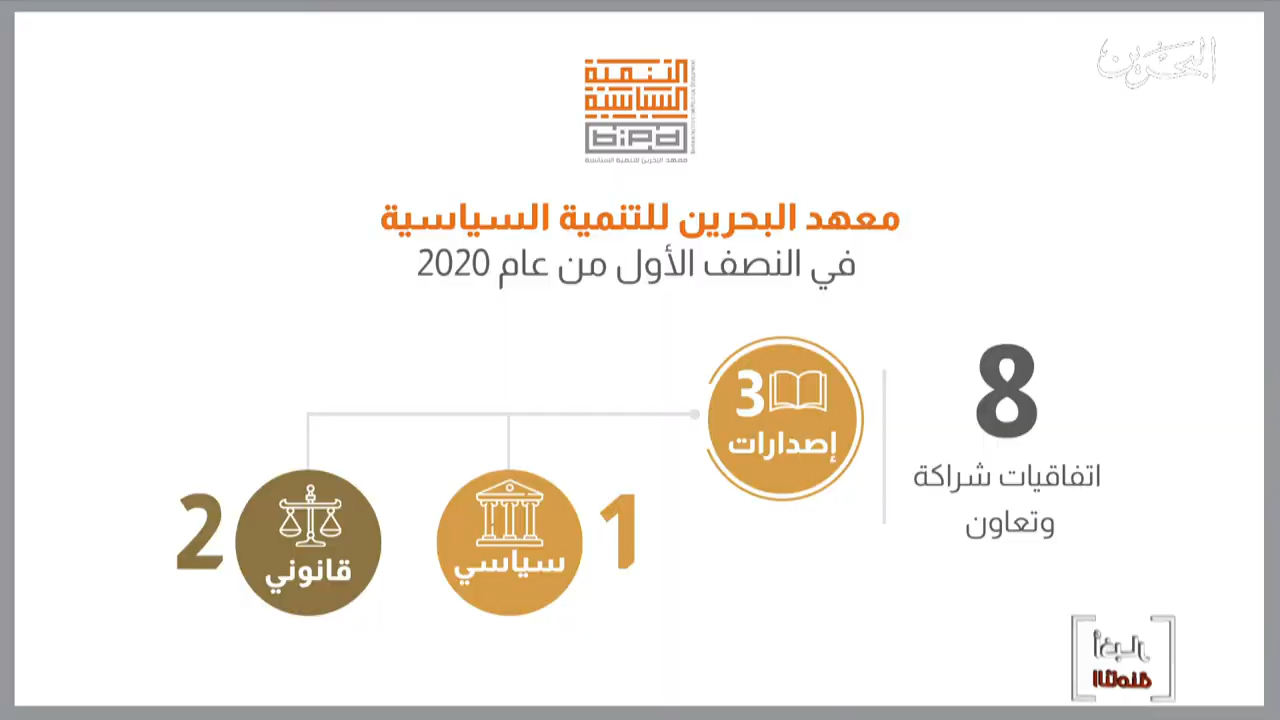 البحرين
التنمية
السياسية
bipd
معهد البحرين للتنمية السياسية
معهد البحرين للتنمية السياسية
في النصف الأول من عام 2020
8
اتفاقيات شراكة
وتعاون
3
إصدارات
1
سياسي
2
قانوني